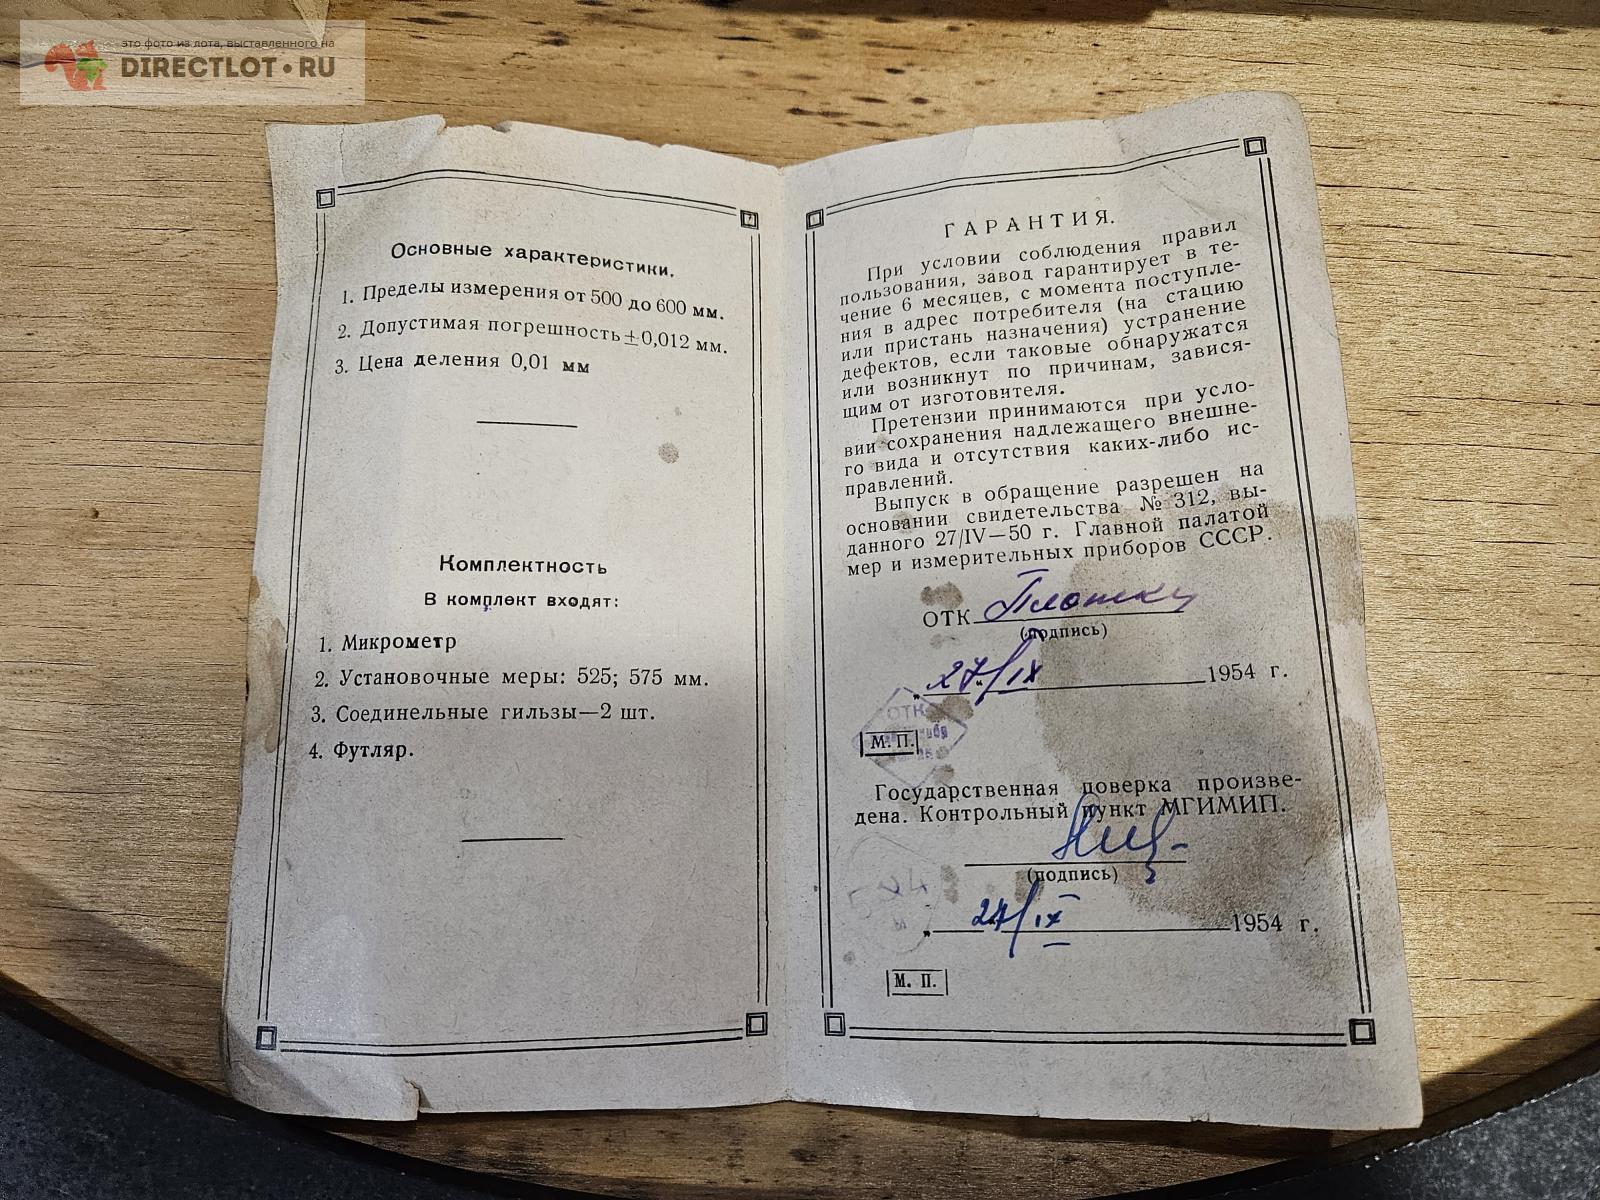 это фото из лота, выставленного на
DIRECTLOT.RU
Основные характеристики.
1. Пределы измерения от 500 до 600 мм.
2. Допустимая погрешность ±0,012 мм.
3. Цена деления 0,01 мм
Комплектность
В комплект входят:
1. Микрометр
2. Установочные меры: 525; 575 мм.
3. Соединельные гильзы—2 шт.
4. Футляр.
ГАРАНТИЯ.
При условии соблюдения правил
пользования, завод гарантирует в те-
чение 6 месяцев, с момента поступле-
ния в адрес потребителя (на стацию
или пристань назначения) устранение
дефектов, если таковые обнаружатся
или возникнут по причинам, завися-
щим от изготовителя.
Претензии принимаются при усло-
вии сохранения надлежащего внешне-
го вида и отсутствия каких-либо ис-
правлений.
Выпуск в обращение разрешен на
основании свидетельства № 312, вы-
данного 27/IV—50 г. Главной палатой
мер и измерительных приборов СССР.
ОТК
(подпись)
27/IX 1954 г.
ОТК
М. П.
Государственная поверка произве-
дена. Контрольный пункт МГИМИП.
(подпись)
27/IX 1954 г.
М. П.